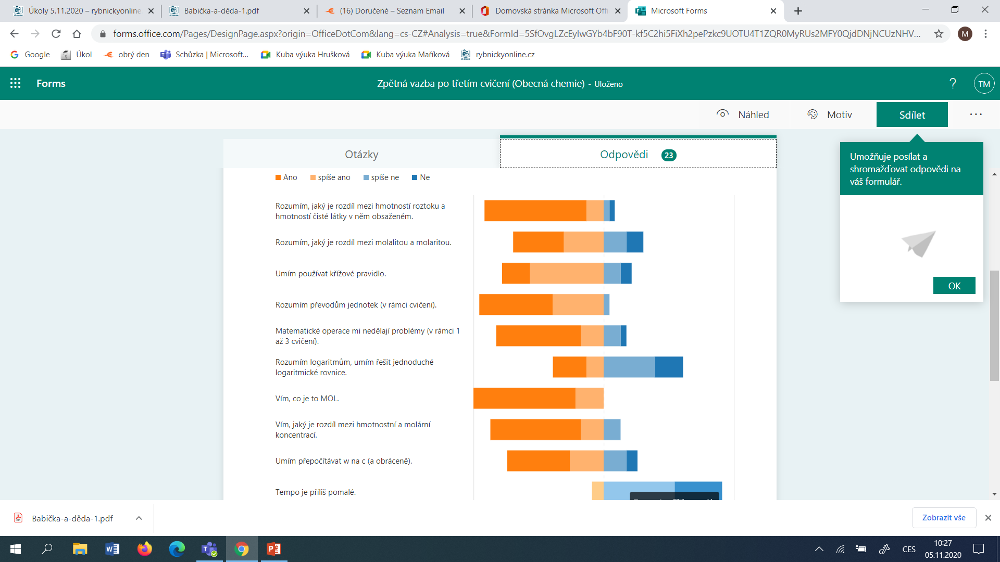 Úkoly 5.11.2020 – rybnickyonline.
Babička-a-děda-1.pdf
(16) Doručené – Seznam Email
Domovská stránka Microsoft Offi
Microsoft Forms
forms.office.com/Pages/DesignPage.aspx?origin=OfficeDotCom&lang=cs-CZ#Analysis=true&FormId=5SfOvgLZcEyIwGYb4bF90T-kf5C2hi5FiXh2pePzkc9UOTU4T1ZQR0MyRUs2MFY0QjdDNjNCUzNHV...
M
Google
Úkol
obrý den
Schůzka | Microsoft...
Kuba výuka Hrušková
Kuba výuka Maříková
rybnickyonline.cz
Forms
Zpětná vazba po třetím cvičení (Obecná chemie) - Uloženo
?
TM
Náhled
Motiv
Sdílet
...
Otázky
Odpovědi 23
Umožňuje posílat a
shromažďovat odpovědi na
váš formulář.
OK
Ano spíše ano spíše ne Ne
Rozumím, jaký je rozdíl mezi hmotností roztoku a
hmotností čisté látky v něm obsaženém.
Rozumím, jaký je rozdíl mezi molalitou a molaritou.
Umím používat křížové pravidlo.
Rozumím převodům jednotek (v rámci cvičení).
Matematické operace mi nedělají problémy (v rámci 1
až 3 cvičení).
Rozumím logaritmům, umím řešit jednoduché
logaritmické rovnice.
Vím, co je to MOL.
Vím, jaký je rozdíl mezi hmotnostní a molární
koncentrací.
Umím přepočítávat w na c (a obráceně).
Tempo je příliš pomalé.
Babička-a-děda-1.pdf
Zobrazit vše
CES
10:27
05.11.2020